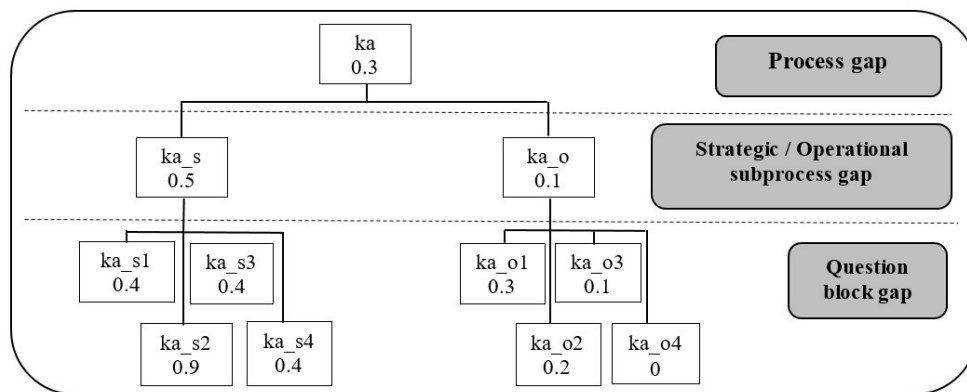 ka
0.3
Process gap
ka_s
0.5
ka_o
0.1
Strategic / Operational
subprocess gap
ka_s1
0.4
ka_s3
0.4
ka_o1
0.3
ka_o3
0.1
Question
block gap
ka_s2
0.9
ka_s4
0.4
ka_o2
0.2
ka_o4
0